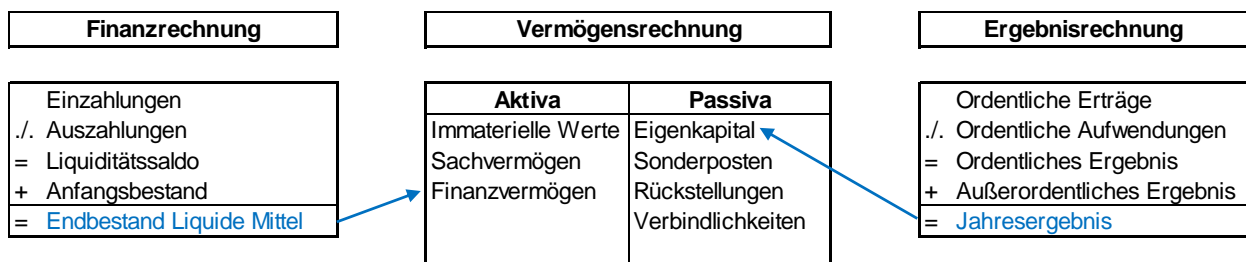 Finanzrechnung
Einzahlungen
./. Auszahlungen
= Liquiditätssaldo
+ Anfangsbestand
= Endbestand Liquide Mittel
Vermögensrechnung
Aktiva Passiva
Immaterielle Werte Eigenkapital
Sachvermögen Sonderposten
Finanzvermögen Rückstellungen
Verbindlichkeiten
Ergebnisrechnung
Ordentliche Erträge
./. Ordentliche Aufwendungen
= Ordentliches Ergebnis
+ Außerordentliches Ergebnis
= Jahresergebnis